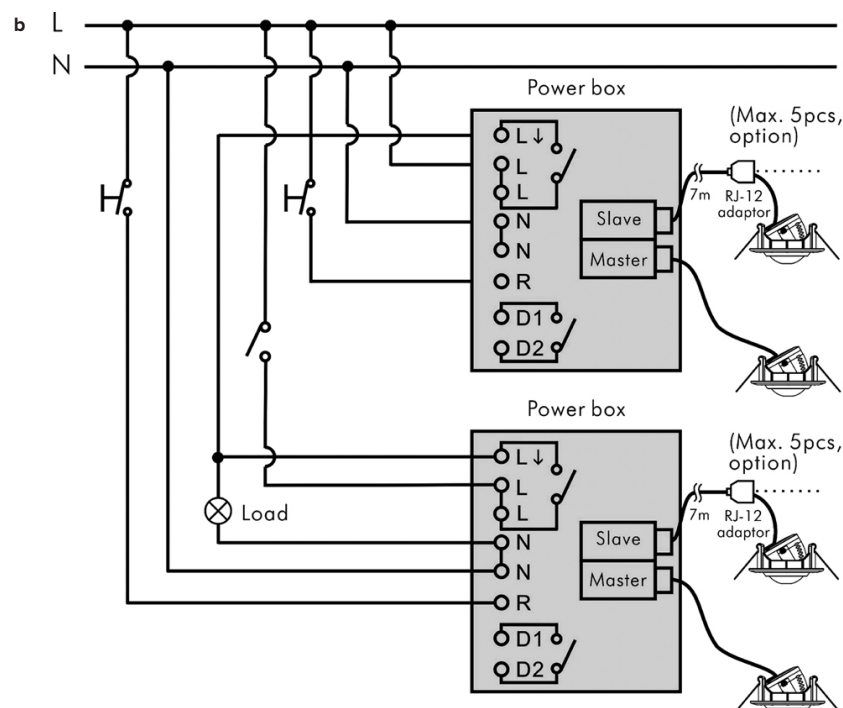 b
L
N
Power box
(Max. 5pcs,
option)
L ↓
L
L
N
N
R
D1
D2
Slave
Master
7m
RJ-12
adaptor
Power box
(Max. 5pcs,
option)
L ↓
L
L
N
N
R
D1
D2
Slave
Master
7m
RJ-12
adaptor
Load